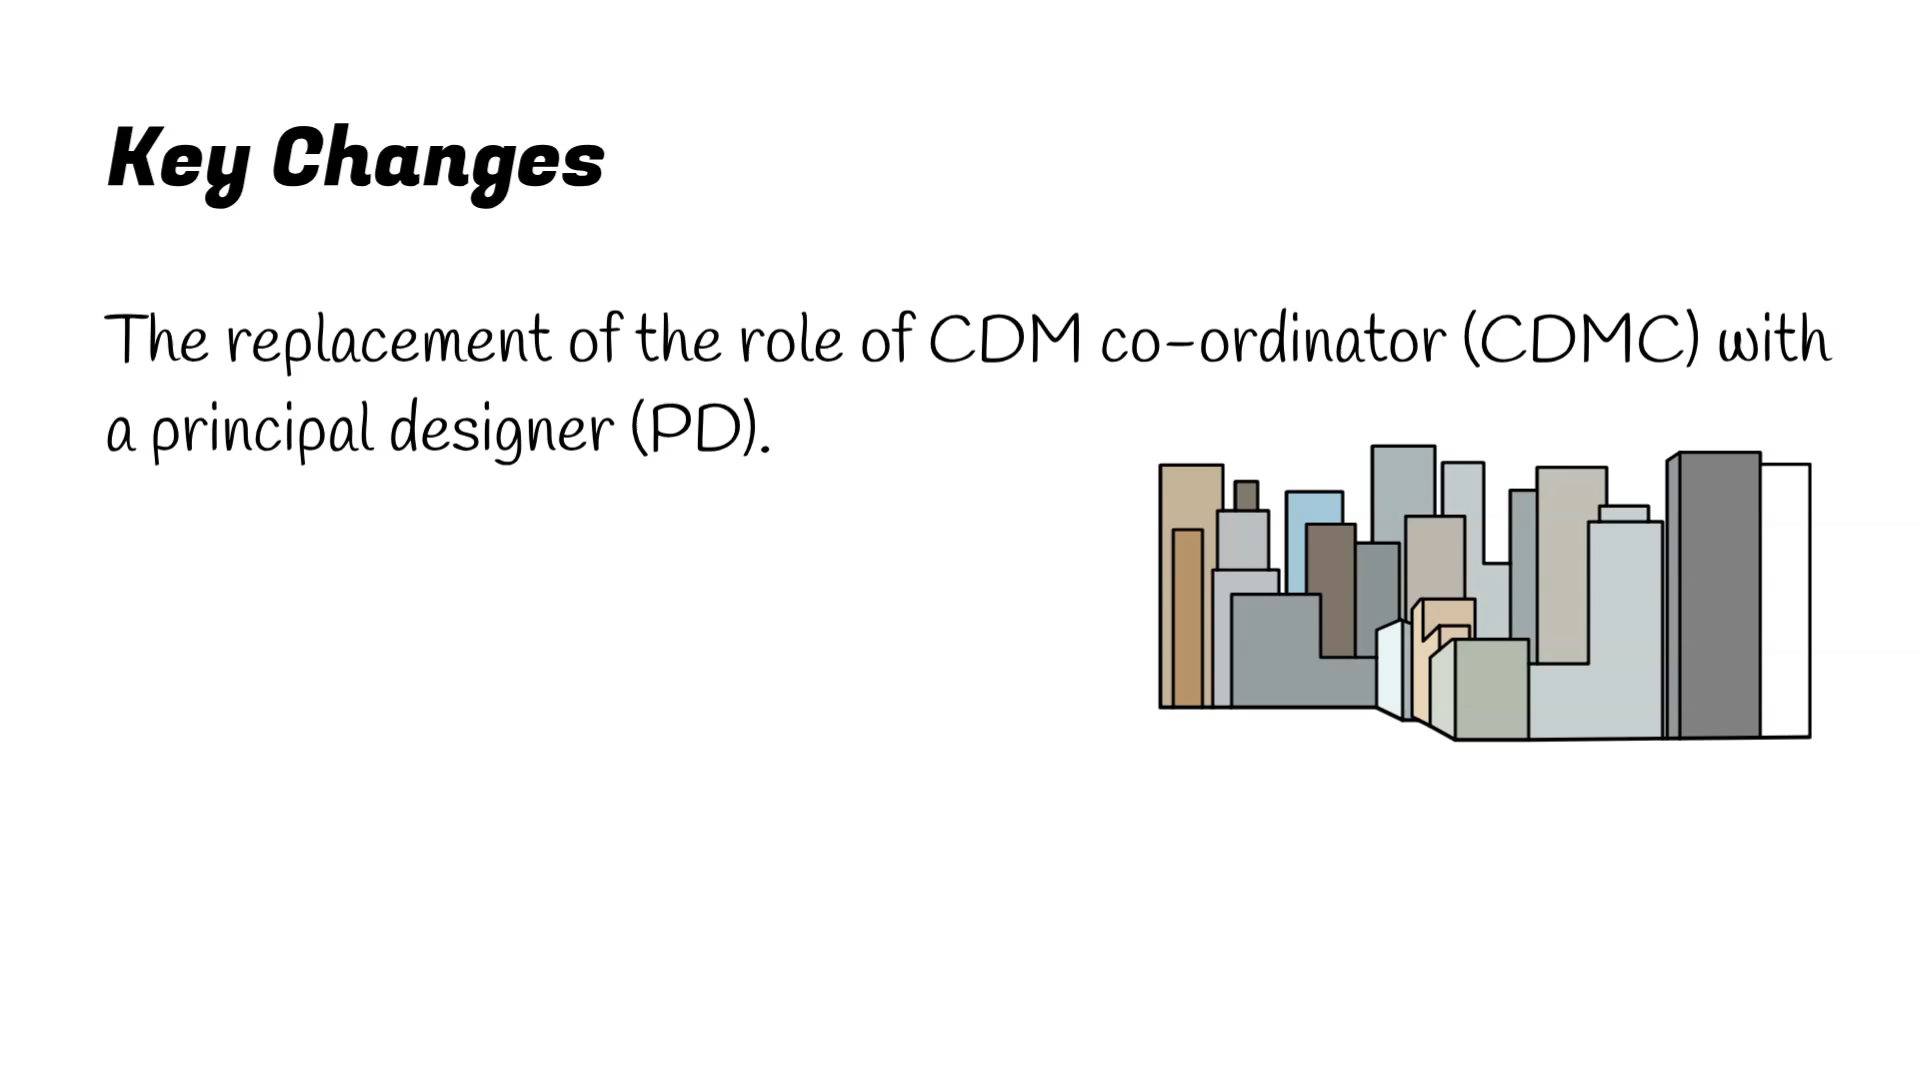 Key Changes
The replacement of the role of CDM co-ordinator (CDMC) with
a principal designer (PD).